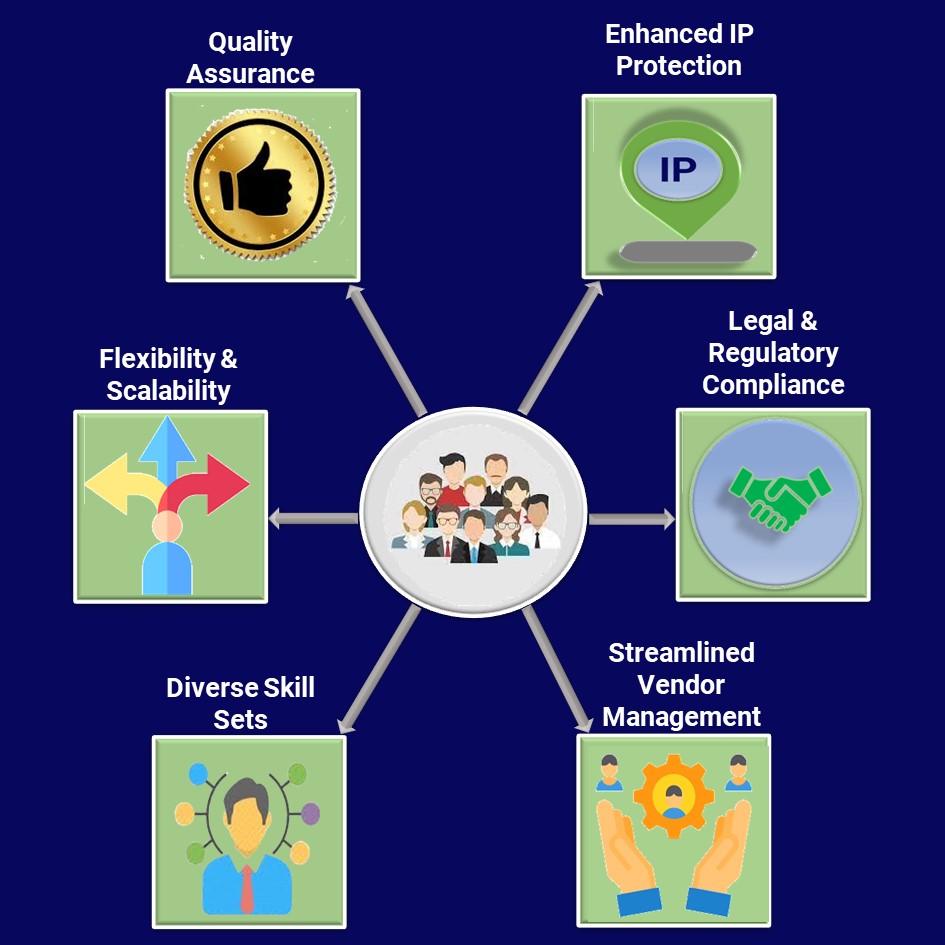 Quality
Assurance
Enhanced IP
Protection
IP
Flexibility &
Scalability
Legal &
Regulatory
Compliance
Diverse Skill
Sets
Streamlined
Vendor
Management